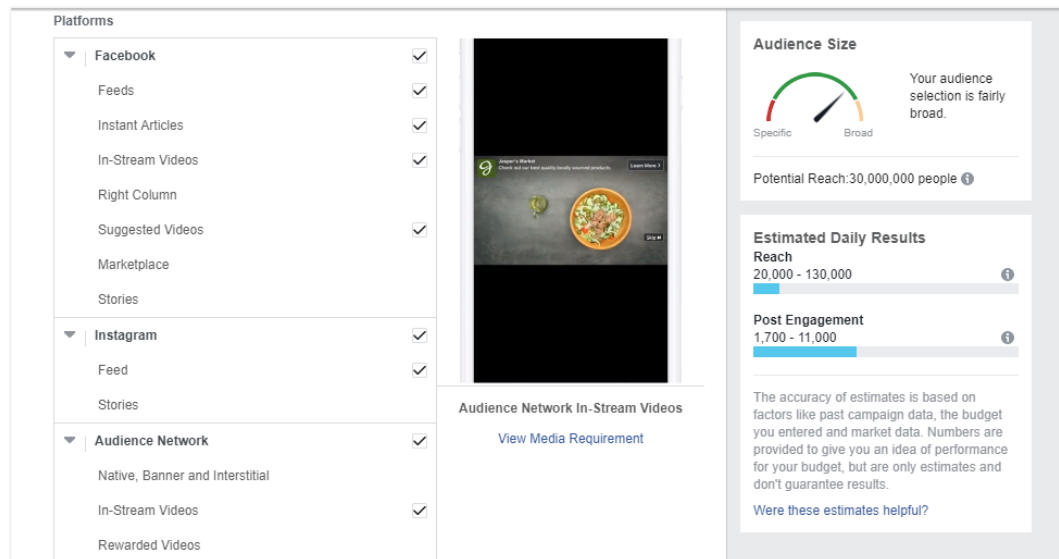 Platforms
Facebook
Feeds
Instant Articles
In-Stream Videos
Right Column
Suggested Videos
Marketplace
Stories
Instagram
Feed
Stories
Audience Network
Native, Banner and Interstitial
In-Stream Videos
Rewarded Videos
Jasper's Market
Check out our best quality locally sourced products.
Learn More
Skip
Audience Network In-Stream Videos
View Media Requirement
Audience Size
Your audience
selection is fairly
broad.
Specific Broad
Potential Reach:30,000,000 people
Estimated Daily Results
Reach
20,000 - 130,000
Post Engagement
1,700 - 11,000
The accuracy of estimates is based on
factors like past campaign data, the budget
you entered and market data. Numbers are
provided to give you an idea of performance
for your budget, but are only estimates and
don't guarantee results.
Were these estimates helpful?